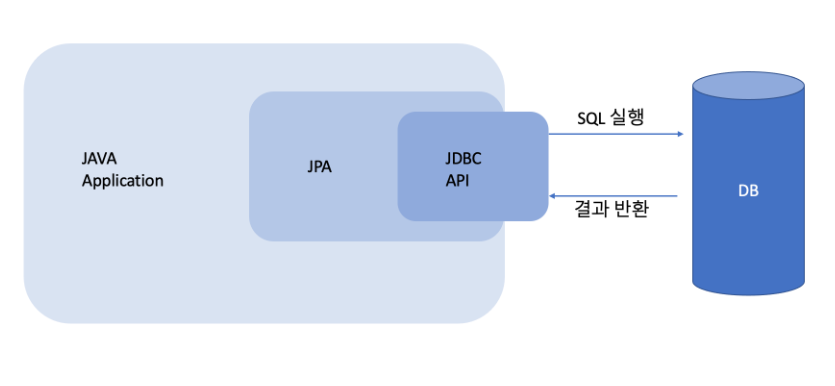 JAVA
Application
JPA
JDBC
API
SQL 실행
결과 반환
DB